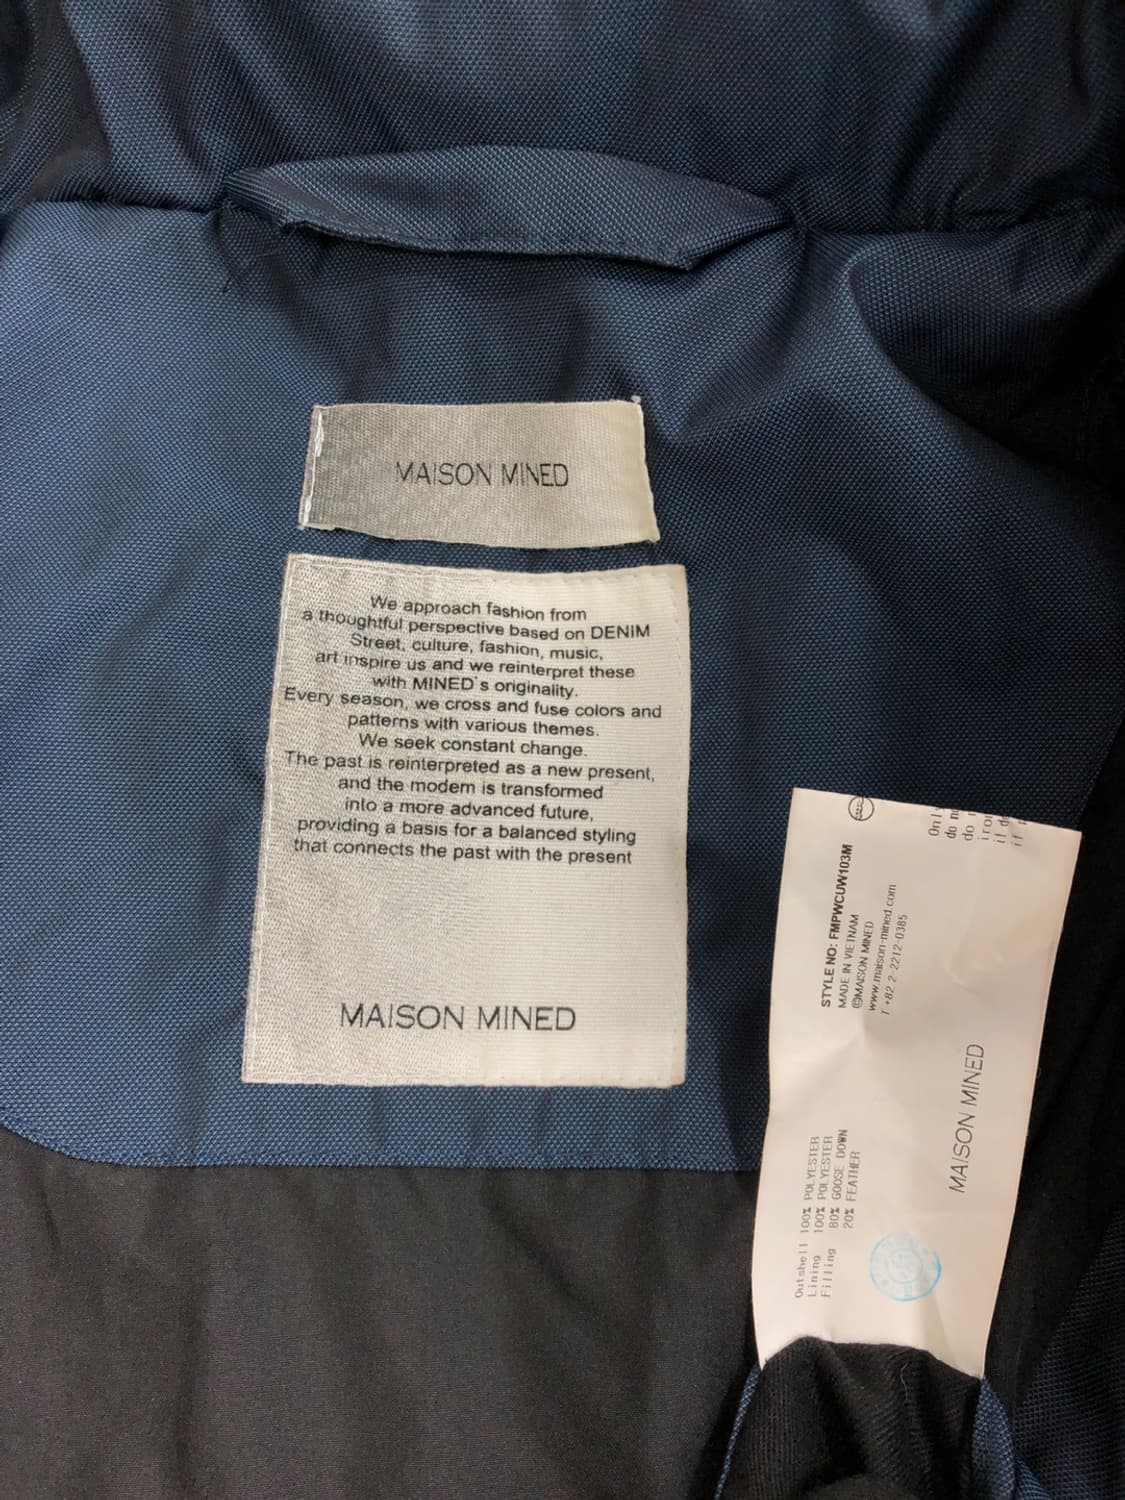 MAISON MINED
We approach fashion from
a thoughtful perspective based on DENIM
Street, culture, fashion, music,
art inspire us and we reinterpret these
with MINED's originality.
Every season, we cross and fuse colors and
patterns with various themes.
We seek constant change.
The past is reinterpreted as a new present,
and the modem is transformed
into a more advanced future,
providing a basis for a balanced styling
that connects the past with the present
MAISON MINED
STYLE NO: FMPWCUW103M
MADE IN VIETNAM
©MAISON MINED
www.maison-mined.com
T +82 2-2212-0385
Outshell 100% POLYESTER
Lining 100% POLYESTER
Filling 80% GOOSE DOWN
20% FEATHER
MAISON MINED
do
if
if